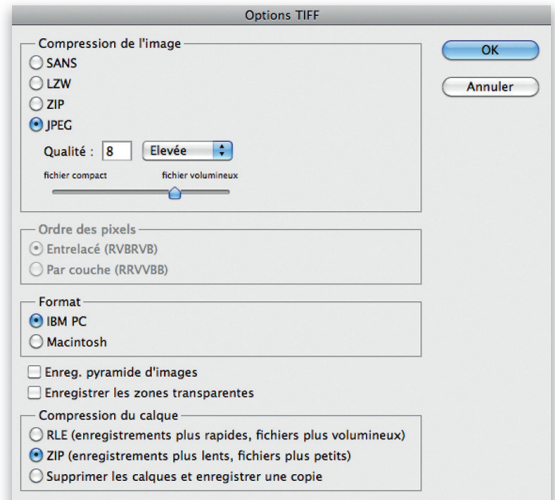 Options TIFF
Compression de l'image
SANS
LZW
ZIP
JPEG
Qualité : 8 Elevée
fichier compact fichier volumineux
Ordre des pixels
Entrelacé (RVBRVB)
Par couche (RRVVBB)
Format
IBM PC
Macintosh
Enreg. pyramide d'images
Enregistrer les zones transparentes
Compression du calque
RLE (enregistrements plus rapides, fichiers plus volumineux)
ZIP (enregistrements plus lents, fichiers plus petits)
Supprimer les calques et enregistrer une copie
OK
Annuler